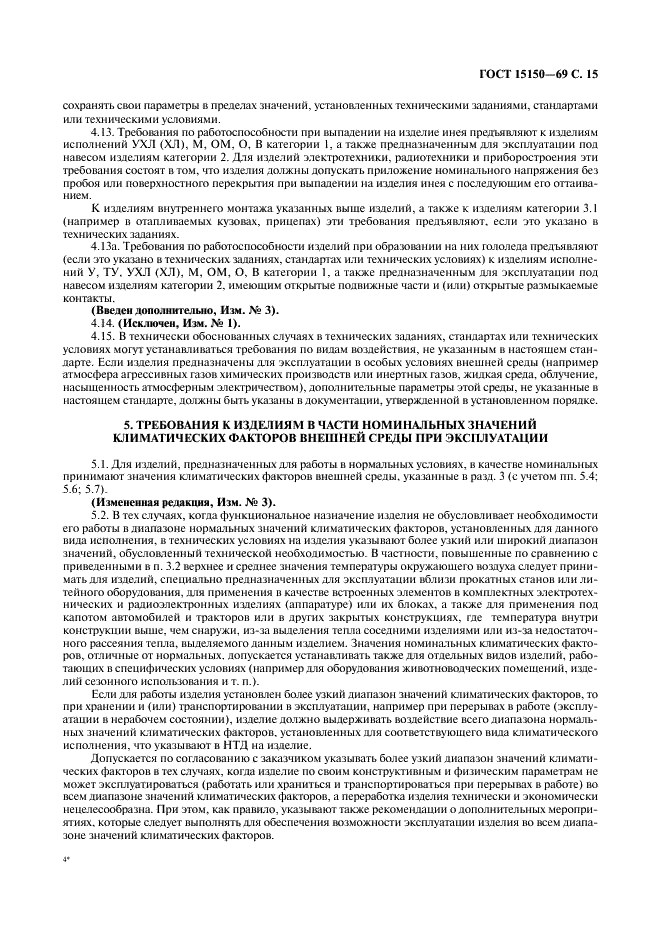 ГОСТ 15150—69 С. 15
сохранять свои параметры в пределах значений, установленных техническими заданиями, стандартами
или техническими условиями.
4.13. Требования по работоспособности при выпадении на изделие инея предъявляют к изделиям
исполнений УХЛ (ХЛ), М, ОМ, О, В категории 1, а также предназначенным для эксплуатации под
навесом изделиям категории 2. Для изделий электротехники, радиотехники и приборостроения эти
требования состоят в том, что изделия должны допускать приложение номинального напряжения без
пробоя или поверхностного перекрытия при выпадении на изделия инея с последующим его оттаива-
нием.
К изделиям внутреннего монтажа указанных выше изделий, а также к изделиям категории 3.1
(например в отапливаемых кузовах, прицепах) эти требования предъявляют, если это указано в
технических заданиях.
4.13а. Требования по работоспособности изделий при образовании на них гололеда предъявляют
(если это указано в технических заданиях, стандартах или технических условиях) к изделиям исполне-
ний У, ТУ, УХЛ (ХЛ), М, ОМ, О, В категории 1, а также предназначенным для эксплуатации под
навесом изделиям категории 2, имеющим открытые подвижные части и (или) открытые размыкаемые
контакты.
(Введен дополнительно, Изм. № 3).
4.14. (Исключен, Изм. № 1).
4.15. В технически обоснованных случаях в технических заданиях, стандартах или технических
условиях могут устанавливаться требования по видам воздействия, не указанным в настоящем стан-
дарте. Если изделия предназначены для эксплуатации в особых условиях внешней среды (например
атмосфера агрессивных газов химических производств или инертных газов, жидкая среда, облучение,
насыщенность атмосферным электричеством), дополнительные параметры этой среды, не указанные в
настоящем стандарте, должны быть указаны в документации, утвержденной в установленном порядке.
5. ТРЕБОВАНИЯ К ИЗДЕЛИЯМ В ЧАСТИ НОМИНАЛЬНЫХ ЗНАЧЕНИЙ
КЛИМАТИЧЕСКИХ ФАКТОРОВ ВНЕШНЕЙ СРЕДЫ ПРИ ЭКСПЛУАТАЦИИ
5.1. Для изделий, предназначенных для работы в нормальных условиях, в качестве номинальных
принимают значения климатических факторов внешней среды, указанные в разд. 3 (с учетом пп. 5.4;
5.6; 5.7).
(Измененная редакция, Изм. № 3).
5.2. В тех случаях, когда функциональное назначение изделия не обусловливает необходимости
его работы в диапазоне нормальных значений климатических факторов, установленных для данного
вида исполнения, в технических условиях на изделия указывают более узкий или широкий диапазон
значений, обусловленный технической необходимостью. В частности, повышенные по сравнению с
приведенными в п. 3.2 верхнее и среднее значения температуры окружающего воздуха следует прини-
мать для изделий, специально предназначенных для эксплуатации вблизи прокатных станов или ли-
тейного оборудования, для применения в качестве встроенных элементов в комплектных электротех-
нических и радиоэлектронных изделиях (аппаратуре) или их блоках, а также для применения под
капотом автомобилей и тракторов или в других закрытых конструкциях, где температура внутри
конструкции выше, чем снаружи, из-за выделения тепла соседними изделиями или из-за недостаточ-
ного рассеяния тепла, выделяемого данным изделием. Значения номинальных климатических факто-
ров, отличные от нормальных, допускается устанавливать также для отдельных видов изделий, рабо-
тающих в специфических условиях (например для оборудования животноводческих помещений, изде-
лий сезонного использования и т. п.).
Если для работы изделия установлен более узкий диапазон значений климатических факторов, то
при хранении и (или) транспортировании в эксплуатации, например при перерывах в работе (эксплу-
атации в нерабочем состоянии), изделие должно выдерживать воздействие всего диапазона нормаль-
ных значений климатических факторов, установленных для соответствующего вида климатического
исполнения, что указывают в НТД на изделие.
Допускается по согласованию с заказчиком указывать более узкий диапазон значений климати-
ческих факторов в тех случаях, когда изделие по своим конструктивным и физическим параметрам не
может эксплуатироваться (работать или храниться и транспортироваться при перерывах в работе) во
всем диапазоне значений климатических факторов, а переработка изделия технически и экономически
нецелесообразна. При этом, как правило, указывают также рекомендации о дополнительных меропри-
ятиях, которые следует выполнять для обеспечения возможности эксплуатации изделия во всем диапа-
зоне значений климатических факторов.
4*